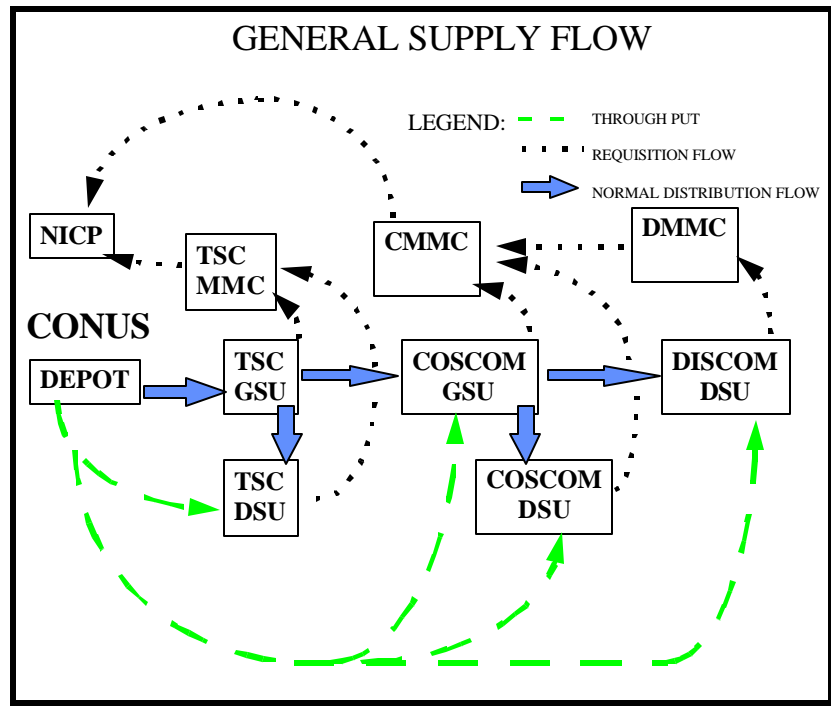 GENERAL SUPPLY FLOW
LEGEND:
THROUGH PUT
REQUISITION FLOW
NORMAL DISTRIBUTION FLOW
NICP
TSC
MMC
CMMC
DMMC
CONUS
DEPOT
TSC
GSU
COSCOM
GSU
DISCOM
DSU
TSC
DSU
COSCOM
DSU